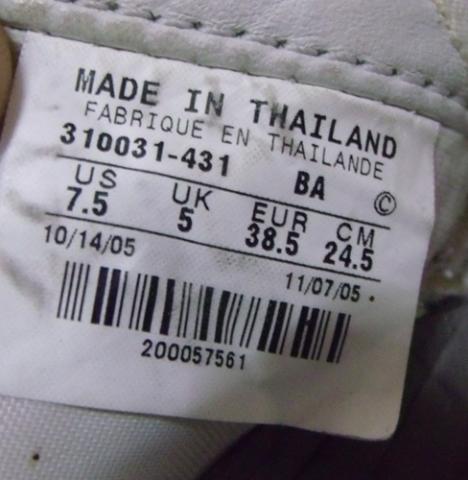 MADE IN THAILAND
FABRIQUE EN THAILANDE
310031-431 BA ©
US UK EUR CM
7.5 5 38.5 24.5
10/14/05 11/07/05
200057561